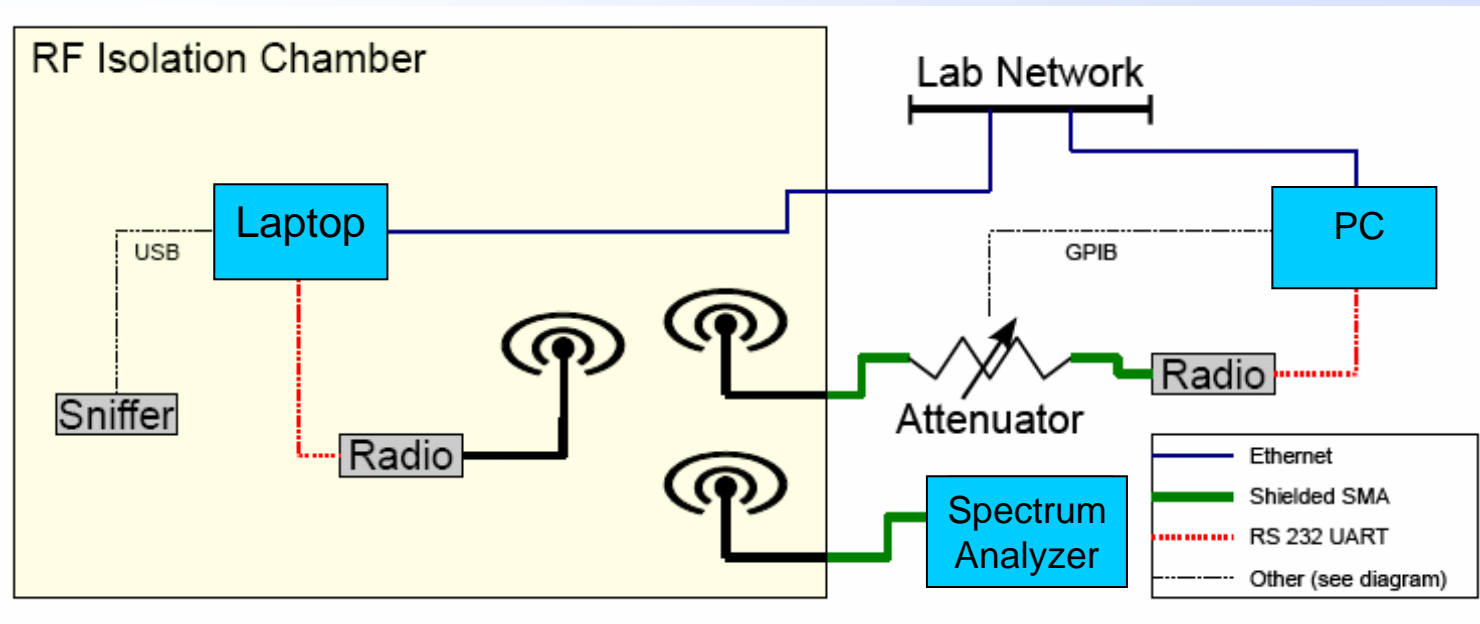 RF Isolation Chamber
Lab Network
Laptop
PC
USB
GPIB
Sniffer
Radio
Radio
Attenuator
Spectrum
Analyzer
Ethernet
Shielded SMA
RS 232 UART
Other (see diagram)